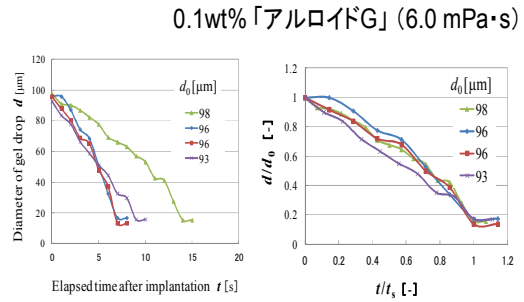 0.1wt%「アルロイドG」(6.0 mPa・s)
Diameter of gel drop d [μm]
120
100
80
60
40
20
0
0 5 10 15 20
Elapsed time after implantation t [s]
d0 [μm]
98
96
96
93
d/d0 [-]
1.2
1
0.8
0.6
0.4
0.2
0
0 0.2 0.4 0.6 0.8 1 1.2
t/ts [-]
d0 [μm]
98
96
96
93